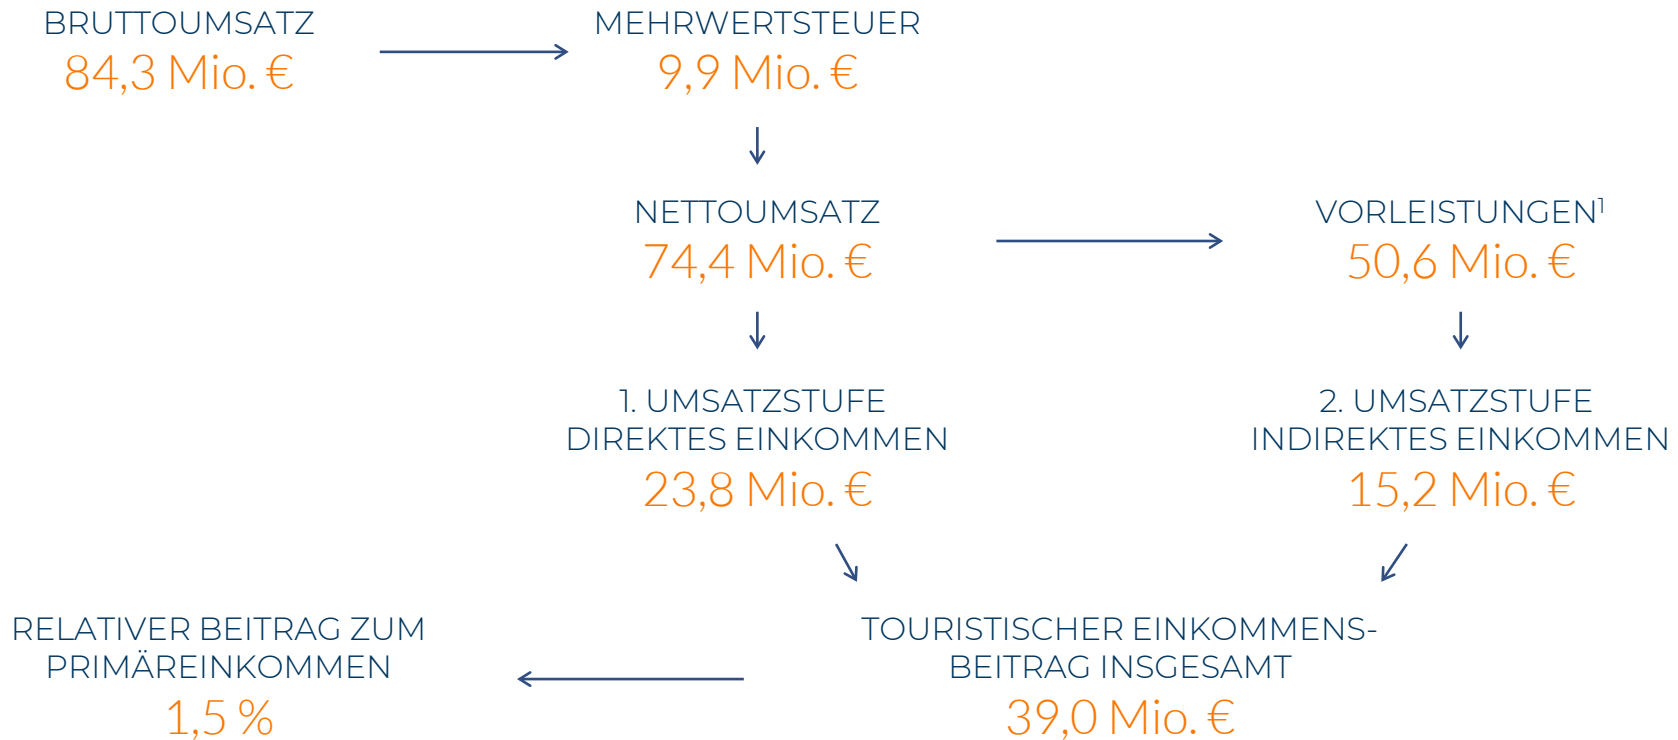 BRUTTOUMSATZ
84,3 Mio. €
MEHRWERTSTEUER
9,9 Mio. €
NETTOUMSATZ
74,4 Mio. €
VORLEISTUNGEN¹
50,6 Mio. €
1. UMSATZSTUFE
DIREKTES EINKOMMEN
23,8 Mio. €
2. UMSATZSTUFE
INDIREKTES EINKOMMEN
15,2 Mio. €
RELATIVER BEITRAG ZUM
PRIMÄREINKOMMEN
1,5 %
TOURISTISCHER EINKOMMENS-
BEITRAG INSGESAMT
39,0 Mio. €